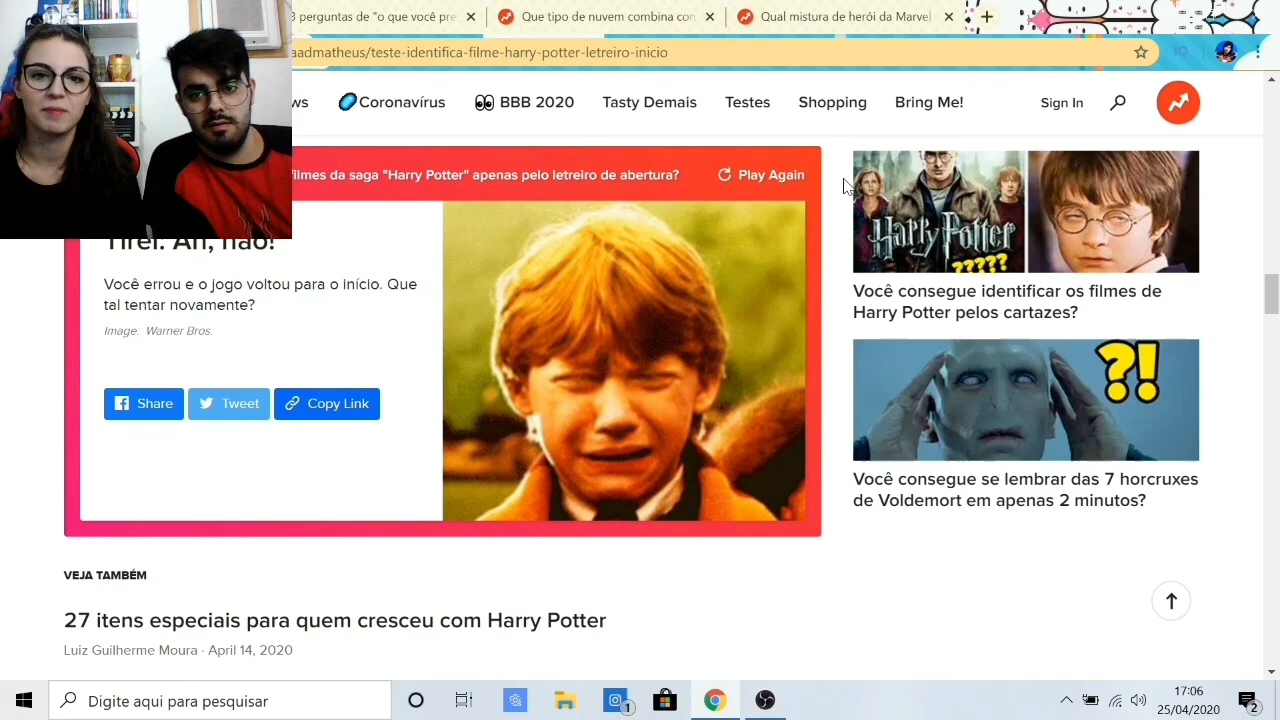 3 perguntas de "o que você pre
Que tipo de nuvem combina con
Qual mistura de herói da Marve
aadmatheus/teste-identifica-filme-harry-potter-letreiro-inicio
ws
Coronavírus
BBB 2020
Tasty Demais
Testes
Shopping
Bring Me!
Sign In
filmes da saga "Harry Potter" apenas pelo letreiro de abertura?
Play Again
Tirei. Ah, não!
Você errou e o jogo voltou para o início. Que
tal tentar novamente?
Image: Warner Bros.
Share
Tweet
Copy Link
Harry Potter
?????
Você consegue identificar os filmes de
Harry Potter pelos cartazes?
?!
Você consegue se lembrar das 7 horcruxes
de Voldemort em apenas 2 minutos?
VEJA TAMBÉM
27 itens especiais para quem cresceu com Harry Potter
Luiz Guilherme Moura · April 14, 2020
Digite aqui para pesquisar
1
17:06
25/04/2020
2